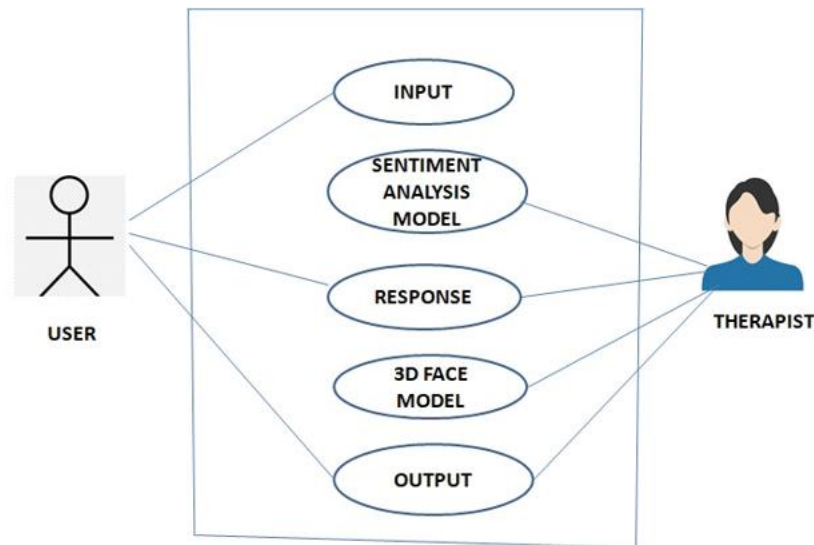 INPUT
SENTIMENT
ANALYSIS
MODEL
RESPONSE
USER
THERAPIST
3D FACE
MODEL
OUTPUT